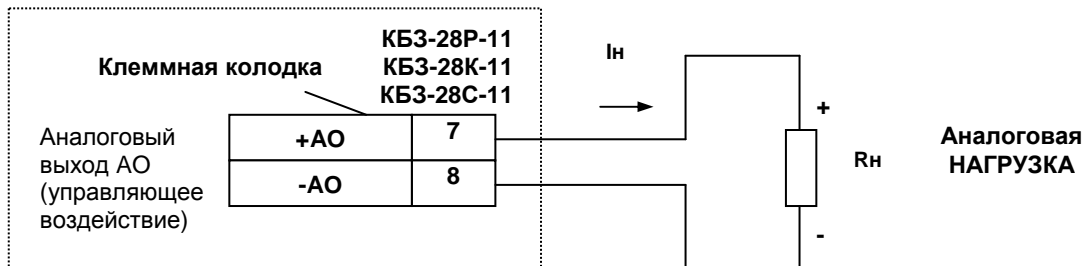 КБЗ-28Р-11
Клеммная колодка КБЗ-28К-11
КБЗ-28С-11
Iн
Аналоговый
выход АО
(управляющее
воздействие)
+АО 7
-АО 8
+
Rн
-
Аналоговая
НАГРУЗКА